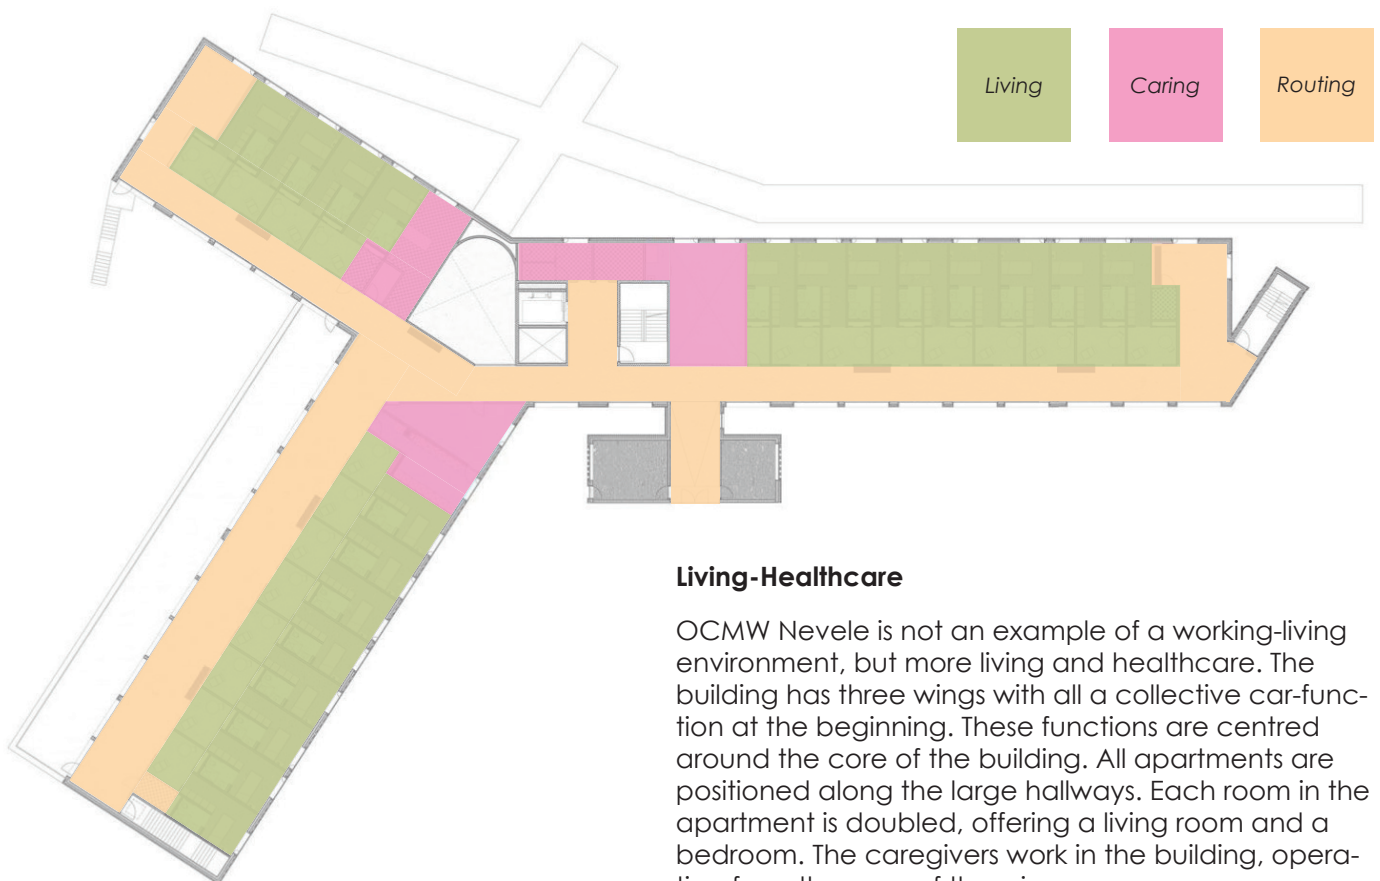 Living
Caring
Routing
Living-Healthcare
OCMW Nevele is not an example of a working-living
environment, but more living and healthcare. The
building has three wings with all a collective car-func-
tion at the beginning. These functions are centred
around the core of the building. All apartments are
positioned along the large hallways. Each room in the
apartment is doubled, offering a living room and a
bedroom. The caregivers work in the building, opera-